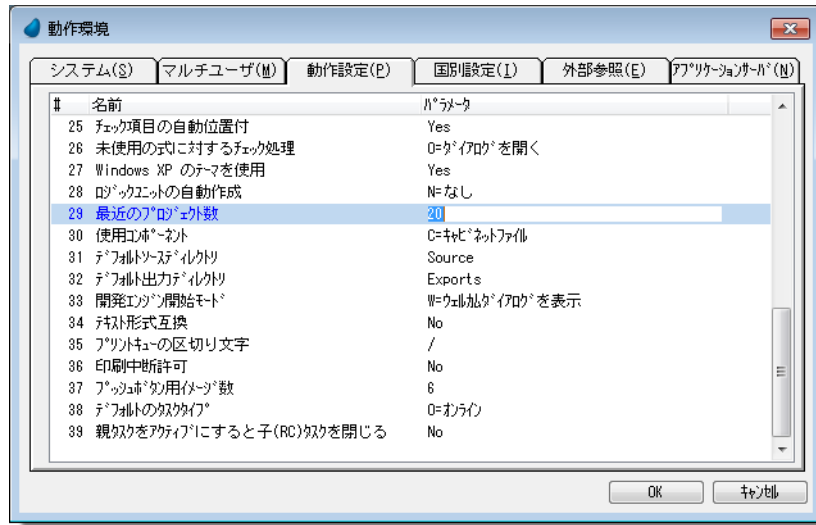 動作環境
システム(S) マルチユーザ(M) 動作設定(P) 国別設定(I) 外部参照(E) ｱﾌﾟﾘｹｰｼｮﾝｻｰﾊﾞ(N)
# 名前 ﾊﾟﾗﾒｰﾀ
25 ﾁｪｯｸ項目の自動位置付 Yes
26 未使用の式に対するﾁｪｯｸ処理 O=ﾀﾞｲｱﾛｸﾞを開く
27 Windows XP のﾃｰﾏを使用 Yes
28 ﾛｼﾞｯｸﾕﾆｯﾄの自動作成 N=なし
29 最近のﾌﾟﾛｼﾞｪｸﾄ数 20
30 使用ｺﾝﾎﾟｰﾈﾝﾄ C=ｷｬﾋﾞﾈｯﾄﾌｧｲﾙ
31 ﾃﾞﾌｫﾙﾄｿｰｽﾃﾞｨﾚｸﾄﾘ Source
32 ﾃﾞﾌｫﾙﾄ出力ﾃﾞｨﾚｸﾄﾘ Exports
33 開発ｴﾝｼﾞﾝ開始ﾓｰﾄﾞ W=ｳｪﾙｶﾑﾀﾞｲｱﾛｸﾞを表示
34 ﾃｷｽﾄ形式互換 No
35 ﾌﾟﾘﾝﾄｷｭｰの区切り文字 /
36 印刷中断許可 No
37 ﾌﾟｯｼｭﾎﾞﾀﾝ用ｲﾒｰｼﾞ数 6
38 ﾃﾞﾌｫﾙﾄのﾀｽｸﾀｲﾌﾟ O=ｵﾝﾗｲﾝ
39 親ﾀｽｸをｱｸﾃｨﾌﾞにすると子(RC)ﾀｽｸを閉じる No
OK ｷｬﾝｾﾙ